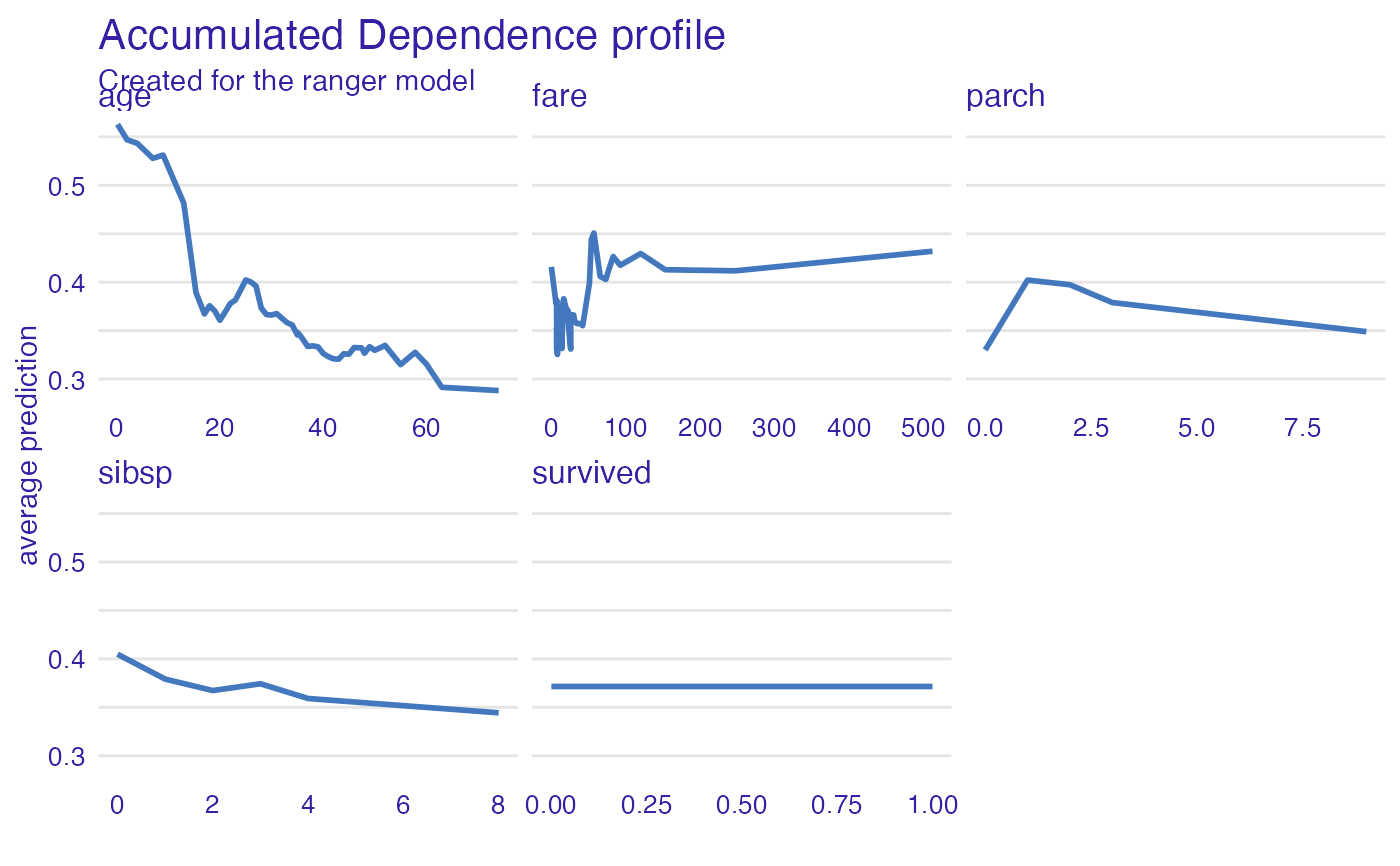 Accumulated Dependence profile
Created for the ranger model
age
fare
parch
0.5
0.4
0.3
0 20 40 60
0 100 200 300 400 500
0.0 2.5 5.0 7.5
average prediction
sibsp
survived
0.5
0.4
0.3
0 2 4 6 8
0.00 0.25 0.50 0.75 1.00